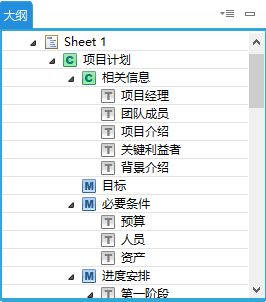 大纲
Sheet 1
C 项目计划
C 相关信息
T 项目经理
T 团队成员
T 项目介绍
T 关键利益者
T 背景介绍
M 目标
M 必要条件
T 预算
T 人员
T 资产
M 进度安排
T 第一阶段